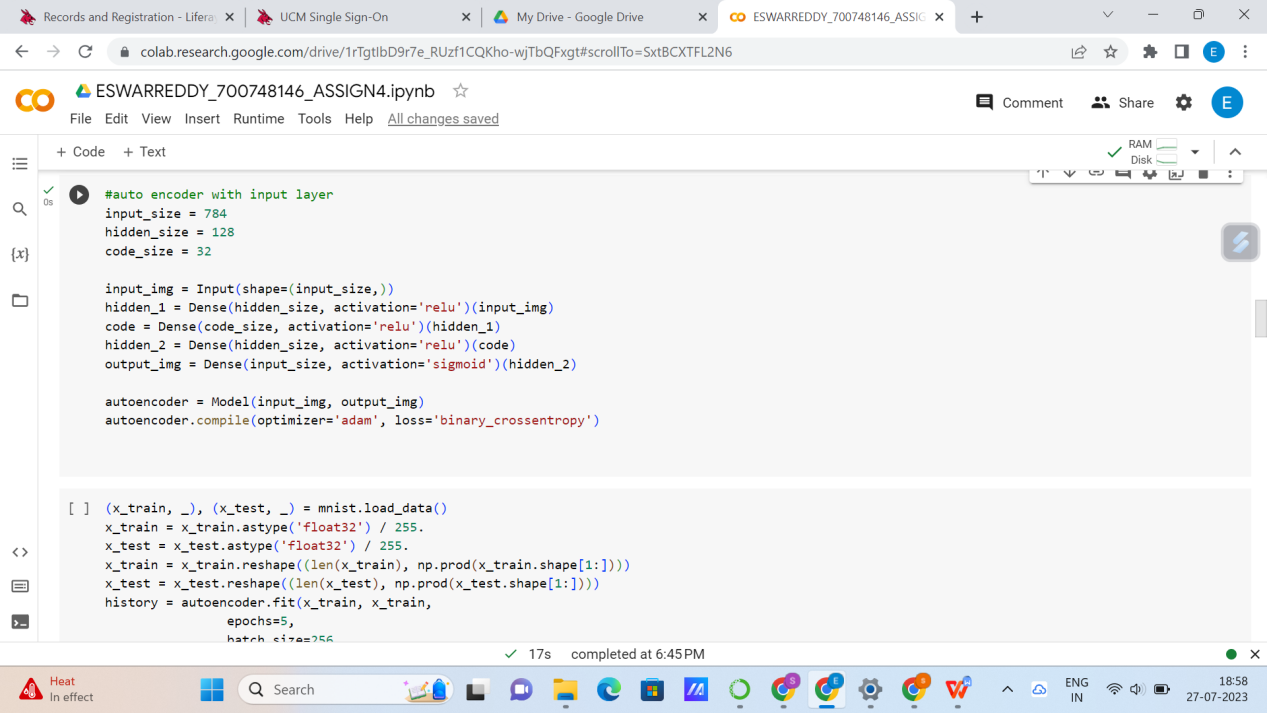 Records and Registration - Lifera
UCM Single Sign-On
My Drive - Google Drive
ESWARREDDY_700748146_ASSIG
colab.research.google.com/drive/1rTgtlbD9r7e_RUzf1CQKho-wjTbQFxgt#scrollTo=SxtBCXTFL2N6
E
ESWARREDDY_700748146_ASSIGN4.ipynb
Comment
Share
E
File Edit View Insert Runtime Tools Help All changes saved
+ Code + Text
RAM
Disk
0s
#auto encoder with input layer
input_size = 784
hidden_size = 128
code_size = 32
{x}
input_img = Input(shape=(input_size,))
hidden_1 = Dense(hidden_size, activation='relu')(input_img)
code = Dense(code_size, activation='relu')(hidden_1)
hidden_2 = Dense(hidden_size, activation='relu')(code)
output_img = Dense(input_size, activation='sigmoid')(hidden_2)
autoencoder = Model(input_img, output_img)
autoencoder.compile(optimizer='adam', loss='binary_crossentropy')
[ ] (x_train, _), (x_test, _) = mnist.load_data()
x_train = x_train.astype('float32') / 255.
x_test = x_test.astype('float32') / 255.
x_train = x_train.reshape((len(x_train), np.prod(x_train.shape[1:])))
x_test = x_test.reshape((len(x_test), np.prod(x_test.shape[1:])))
history = autoencoder.fit(x_train, x_train,
epochs=5,
batch_size=256
17s completed at 6:45 PM
Heat
In effect
Search
S
E
S
W
ENG
IN
18:58
27-07-2023